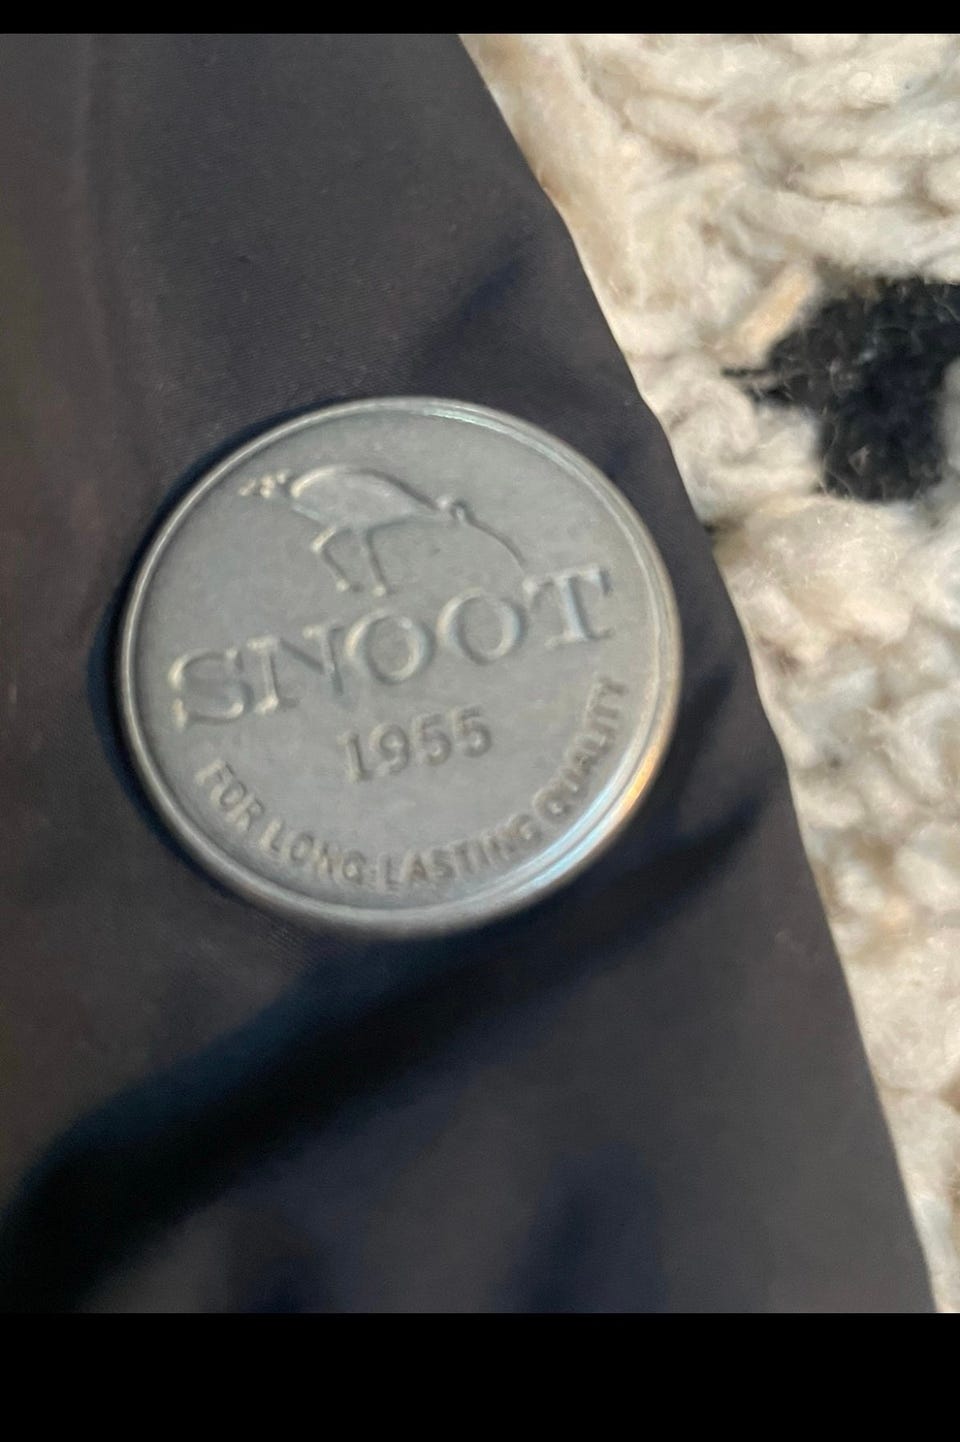 SNOOT
1955
FOR LONG-LASTING QUALITY